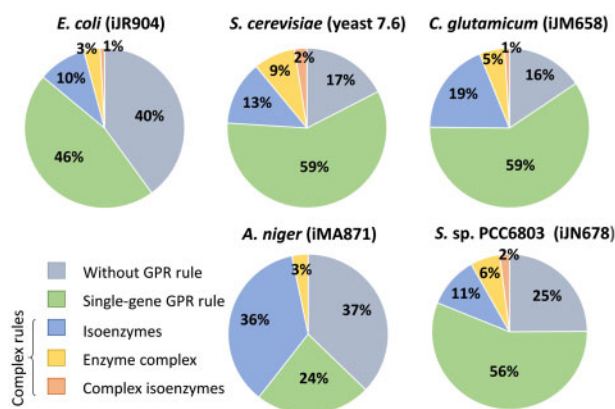 E. coli (iJR904)
3%
1%
10%
40%
46%
S. cerevisiae (yeast 7.6)
2%
9%
17%
13%
59%
C. glutamicum (iJM658)
1%
5%
16%
19%
59%
A. niger (iMA871)
3%
36%
37%
24%
S. sp. PCC6803 (iJN678)
2%
6%
11%
25%
56%
Without GPR rule
Single-gene GPR rule
Complex rules
Isoenzymes
Enzyme complex
Complex isoenzymes